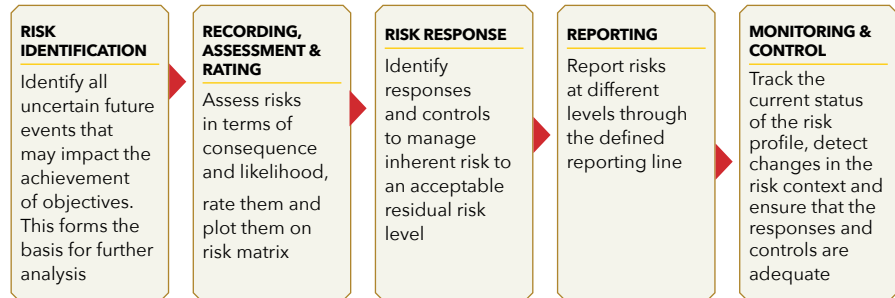 RISK
IDENTIFICATION
Identify all
uncertain future
events that
may impact the
achievement
of objectives.
This forms the
basis for further
analysis
RECORDING,
ASSESSMENT &
RATING
Assess risks
in terms of
consequence
and likelihood,
rate them and
plot them on
risk matrix
RISK RESPONSE
Identify
responses
and controls
to manage
inherent risk to
an acceptable
residual risk
level
REPORTING
Report risks
at different
levels through
the defined
reporting line
MONITORING &
CONTROL
Track the
current status
of the risk
profile, detect
changes in the
risk context and
ensure that the
responses and
controls are
adequate